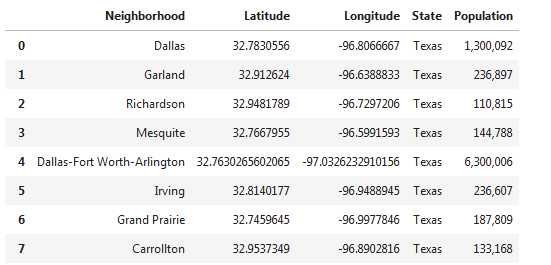 Neighborhood Latitude Longitude State Population
0 Dallas 32.7830556 -96.8066667 Texas 1,300,092
1 Garland 32.912624 -96.6388833 Texas 236,897
2 Richardson 32.9481789 -96.7297206 Texas 110,815
3 Mesquite 32.7667955 -96.5991593 Texas 144,788
4 Dallas-Fort Worth-Arlington 32.7630265602065 -97.0326232910156 Texas 6,300,006
5 Irving 32.8140177 -96.9488945 Texas 236,607
6 Grand Prairie 32.7459645 -96.9977846 Texas 187,809
7 Carrollton 32.9537349 -96.8902816 Texas 133,168